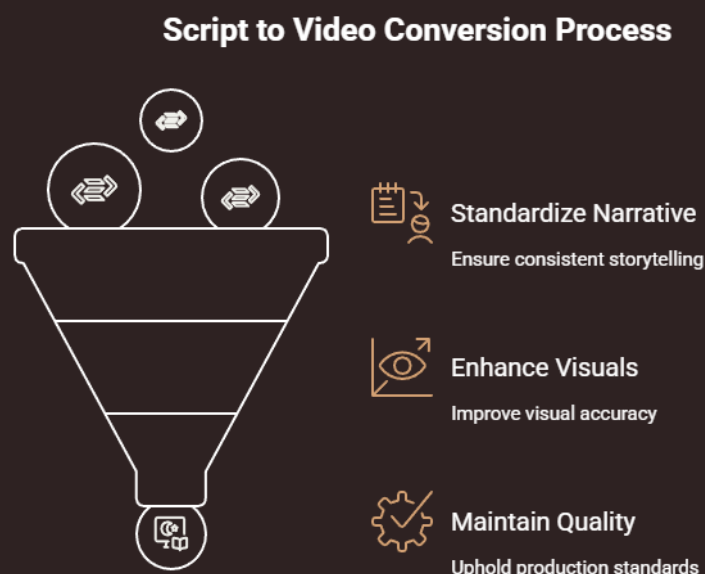 Script to Video Conversion Process
Standardize Narrative
Ensure consistent storytelling
Enhance Visuals
Improve visual accuracy
Maintain Quality
Uphold production standards